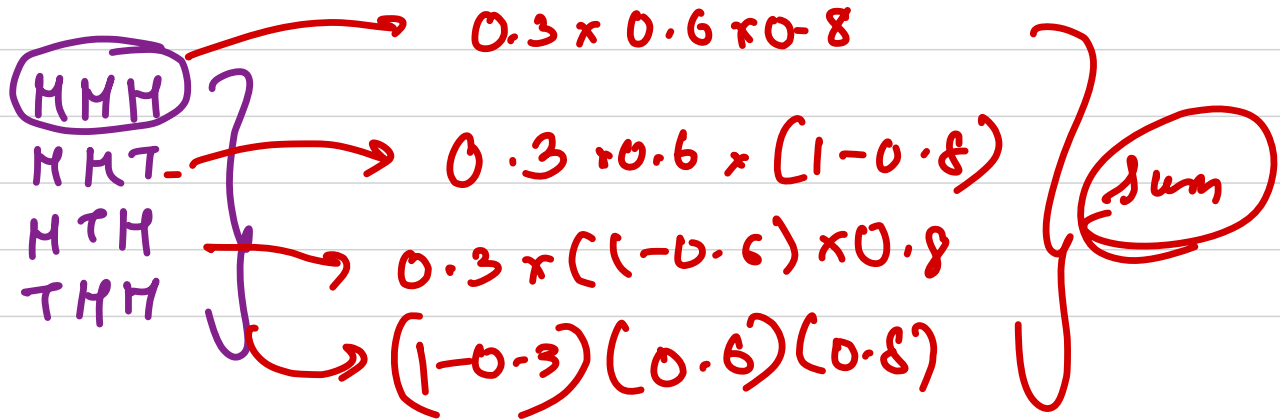 HHH → 0.3 x 0.6 x 0.8
HHT → 0.3 x 0.6 x (1-0.8)
HTH → 0.3 x (1-0.6) x 0.8
THH → (1-0.3)(0.6)(0.8)
Sum